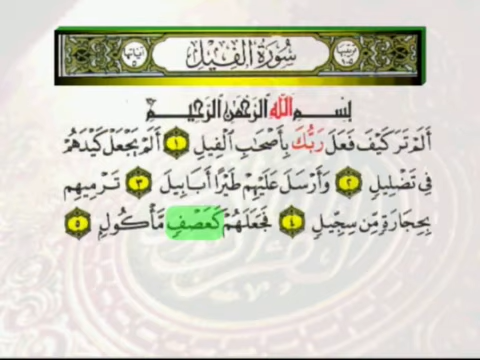 سُورَةُ الفِيلِ
بِسْمِ اللَّهِ الرَّحْمَٰنِ الرَّحِيمِ
أَلَمْ تَرَ كَيْفَ فَعَلَ رَبُّكَ بِأَصْحَابِ الْفِيلِ ١ أَلَمْ يَجْعَلْ كَيْدَهُمْ
فِي تَضْلِيلٍ ٢ وَأَرْسَلَ عَلَيْهِمْ طَيْرًا أَبَابِيلَ ٣ تَرْمِيهِم
بِحِجَارَةٍ مِّن سِجِّيلٍ ٤ فَجَعَلَهُمْ كَعَصْفٍ مَّأْكُولٍ ٥